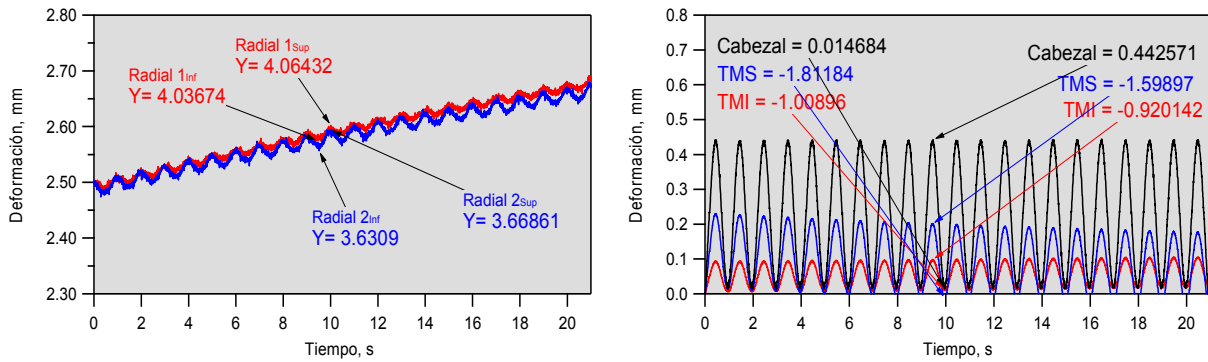 2.80
2.70
2.60
2.50
2.40
2.30
Deformación, mm
Radial 1Sup
Y= 4.06432
Radial 1Inf
Y= 4.03674
Radial 2Inf
Y= 3.6309
Radial 2Sup
Y= 3.66861
0 2 4 6 8 10 12 14 16 18 20
Tiempo, s
0.8
0.7
0.6
0.5
0.4
0.3
0.2
0.1
0.0
Deformación, mm
Cabezal = 0.014684
TMS = -1.81184
TMI = -1.00896
Cabezal = 0.442571
TMS = -1.59897
TMI = -0.920142
0 2 4 6 8 10 12 14 16 18 20
Tiempo, s